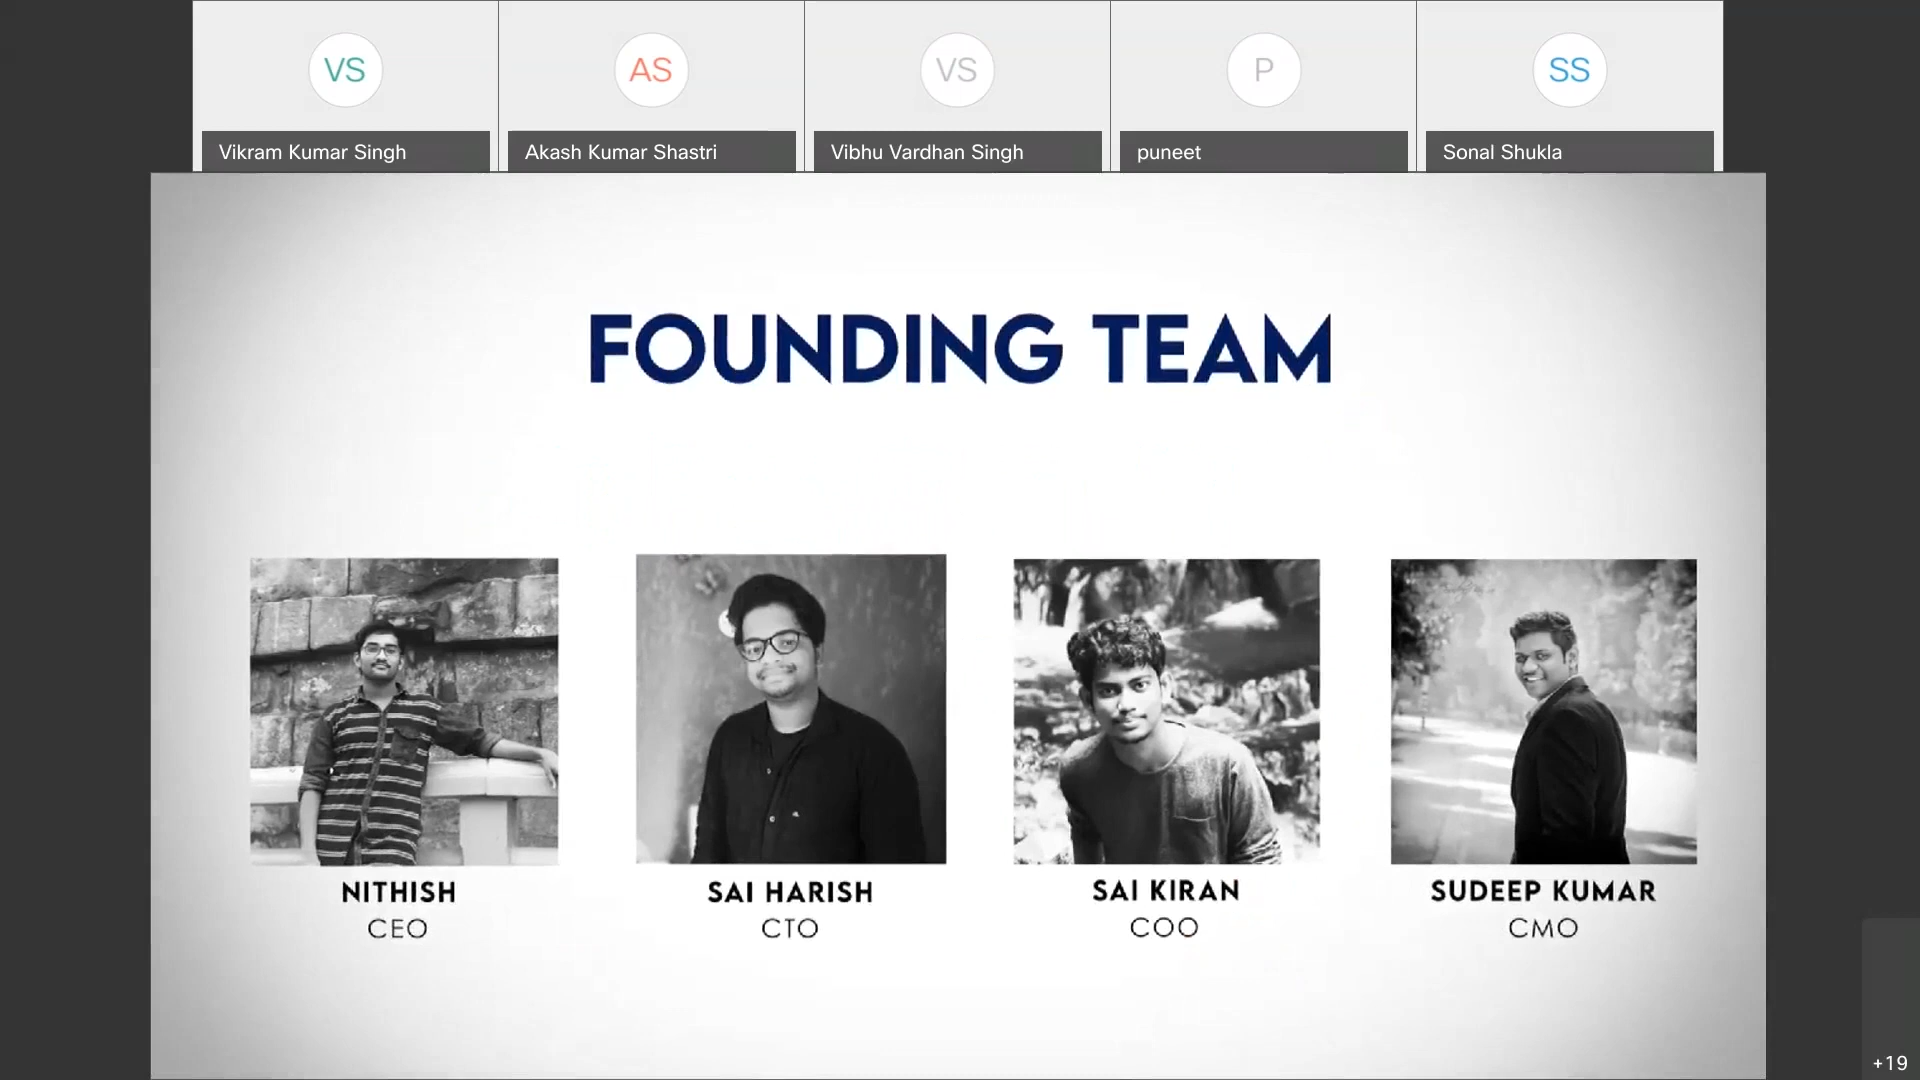 VS
AS
VS
P
SS
Vikram Kumar Singh
Akash Kumar Shastri
Vibhu Vardhan Singh
puneet
Sonal Shukla
FOUNDING TEAM
NITHISH
CEO
SAI HARISH
CTO
SAI KIRAN
COO
SUDEEP KUMAR
CMO
+19